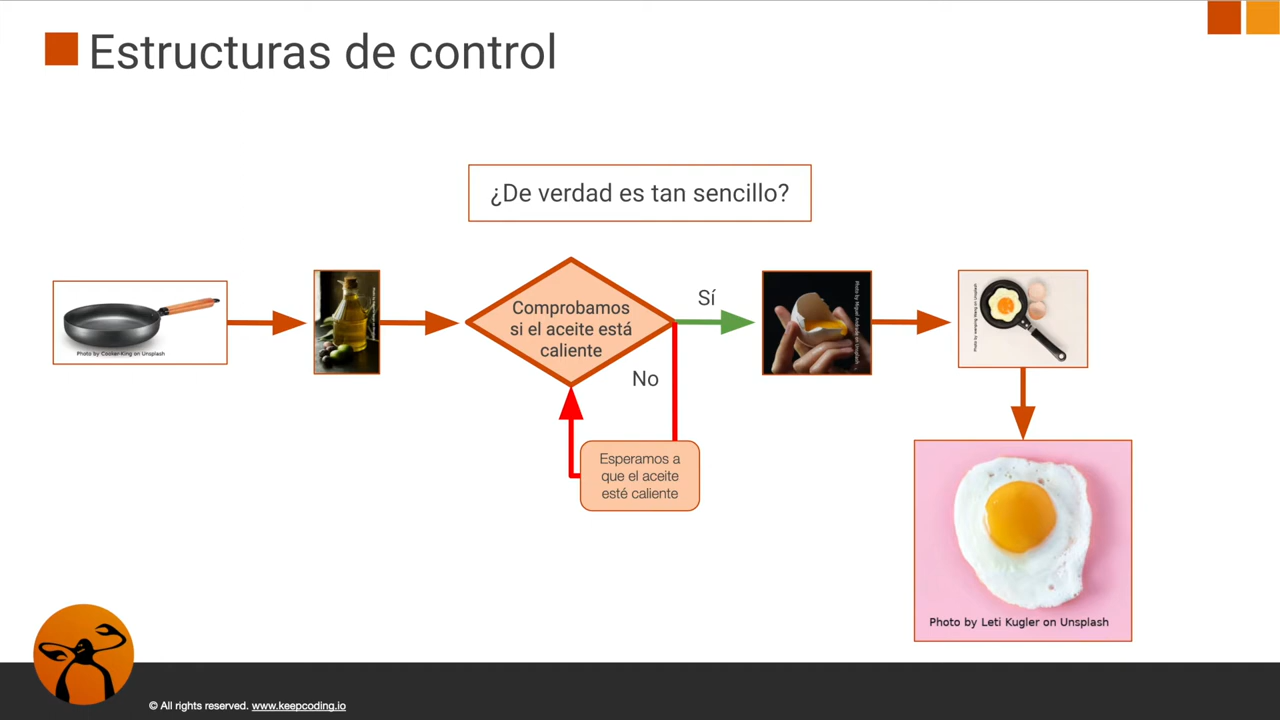 Estructuras de control
¿De verdad es tan sencillo?
Photo by Cooker King on Unsplash
Comprobamos
si el aceite está
caliente
Sí
No
Esperamos a
que el aceite
esté caliente
Photo by Leti Kugler on Unsplash
© All rights reserved. www.keepcoding.io